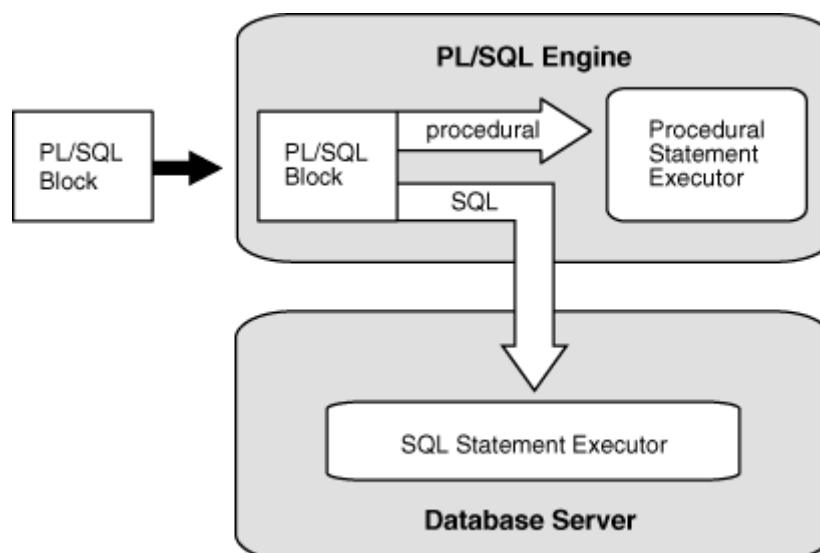 PL/SQL Engine
PL/SQL
Block
PL/SQL
Block
procedural
SQL
Procedural
Statement
Executor
SQL Statement Executor
Database Server